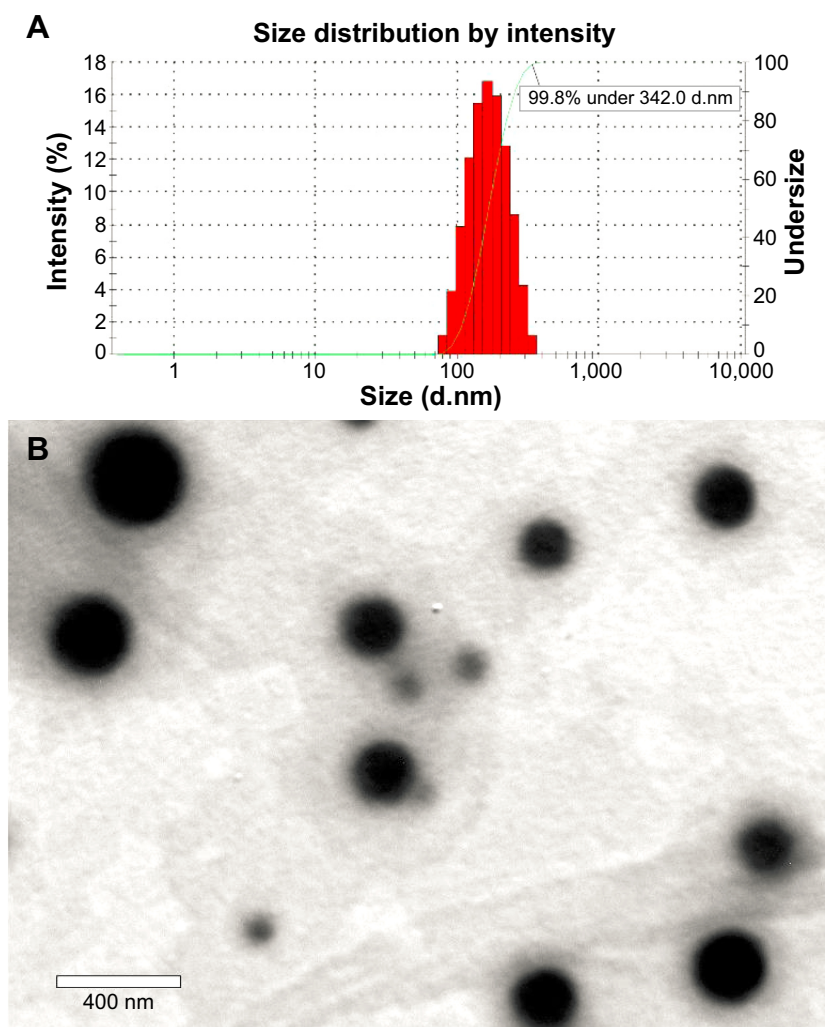 A
Size distribution by intensity
Intensity (%)
18
16
14
12
10
8
6
4
2
0
99.8% under 342.0 d.nm
100
80
60
40
20
0
Undersize
1
10
100
1,000
10,000
Size (d.nm)
B
400 nm